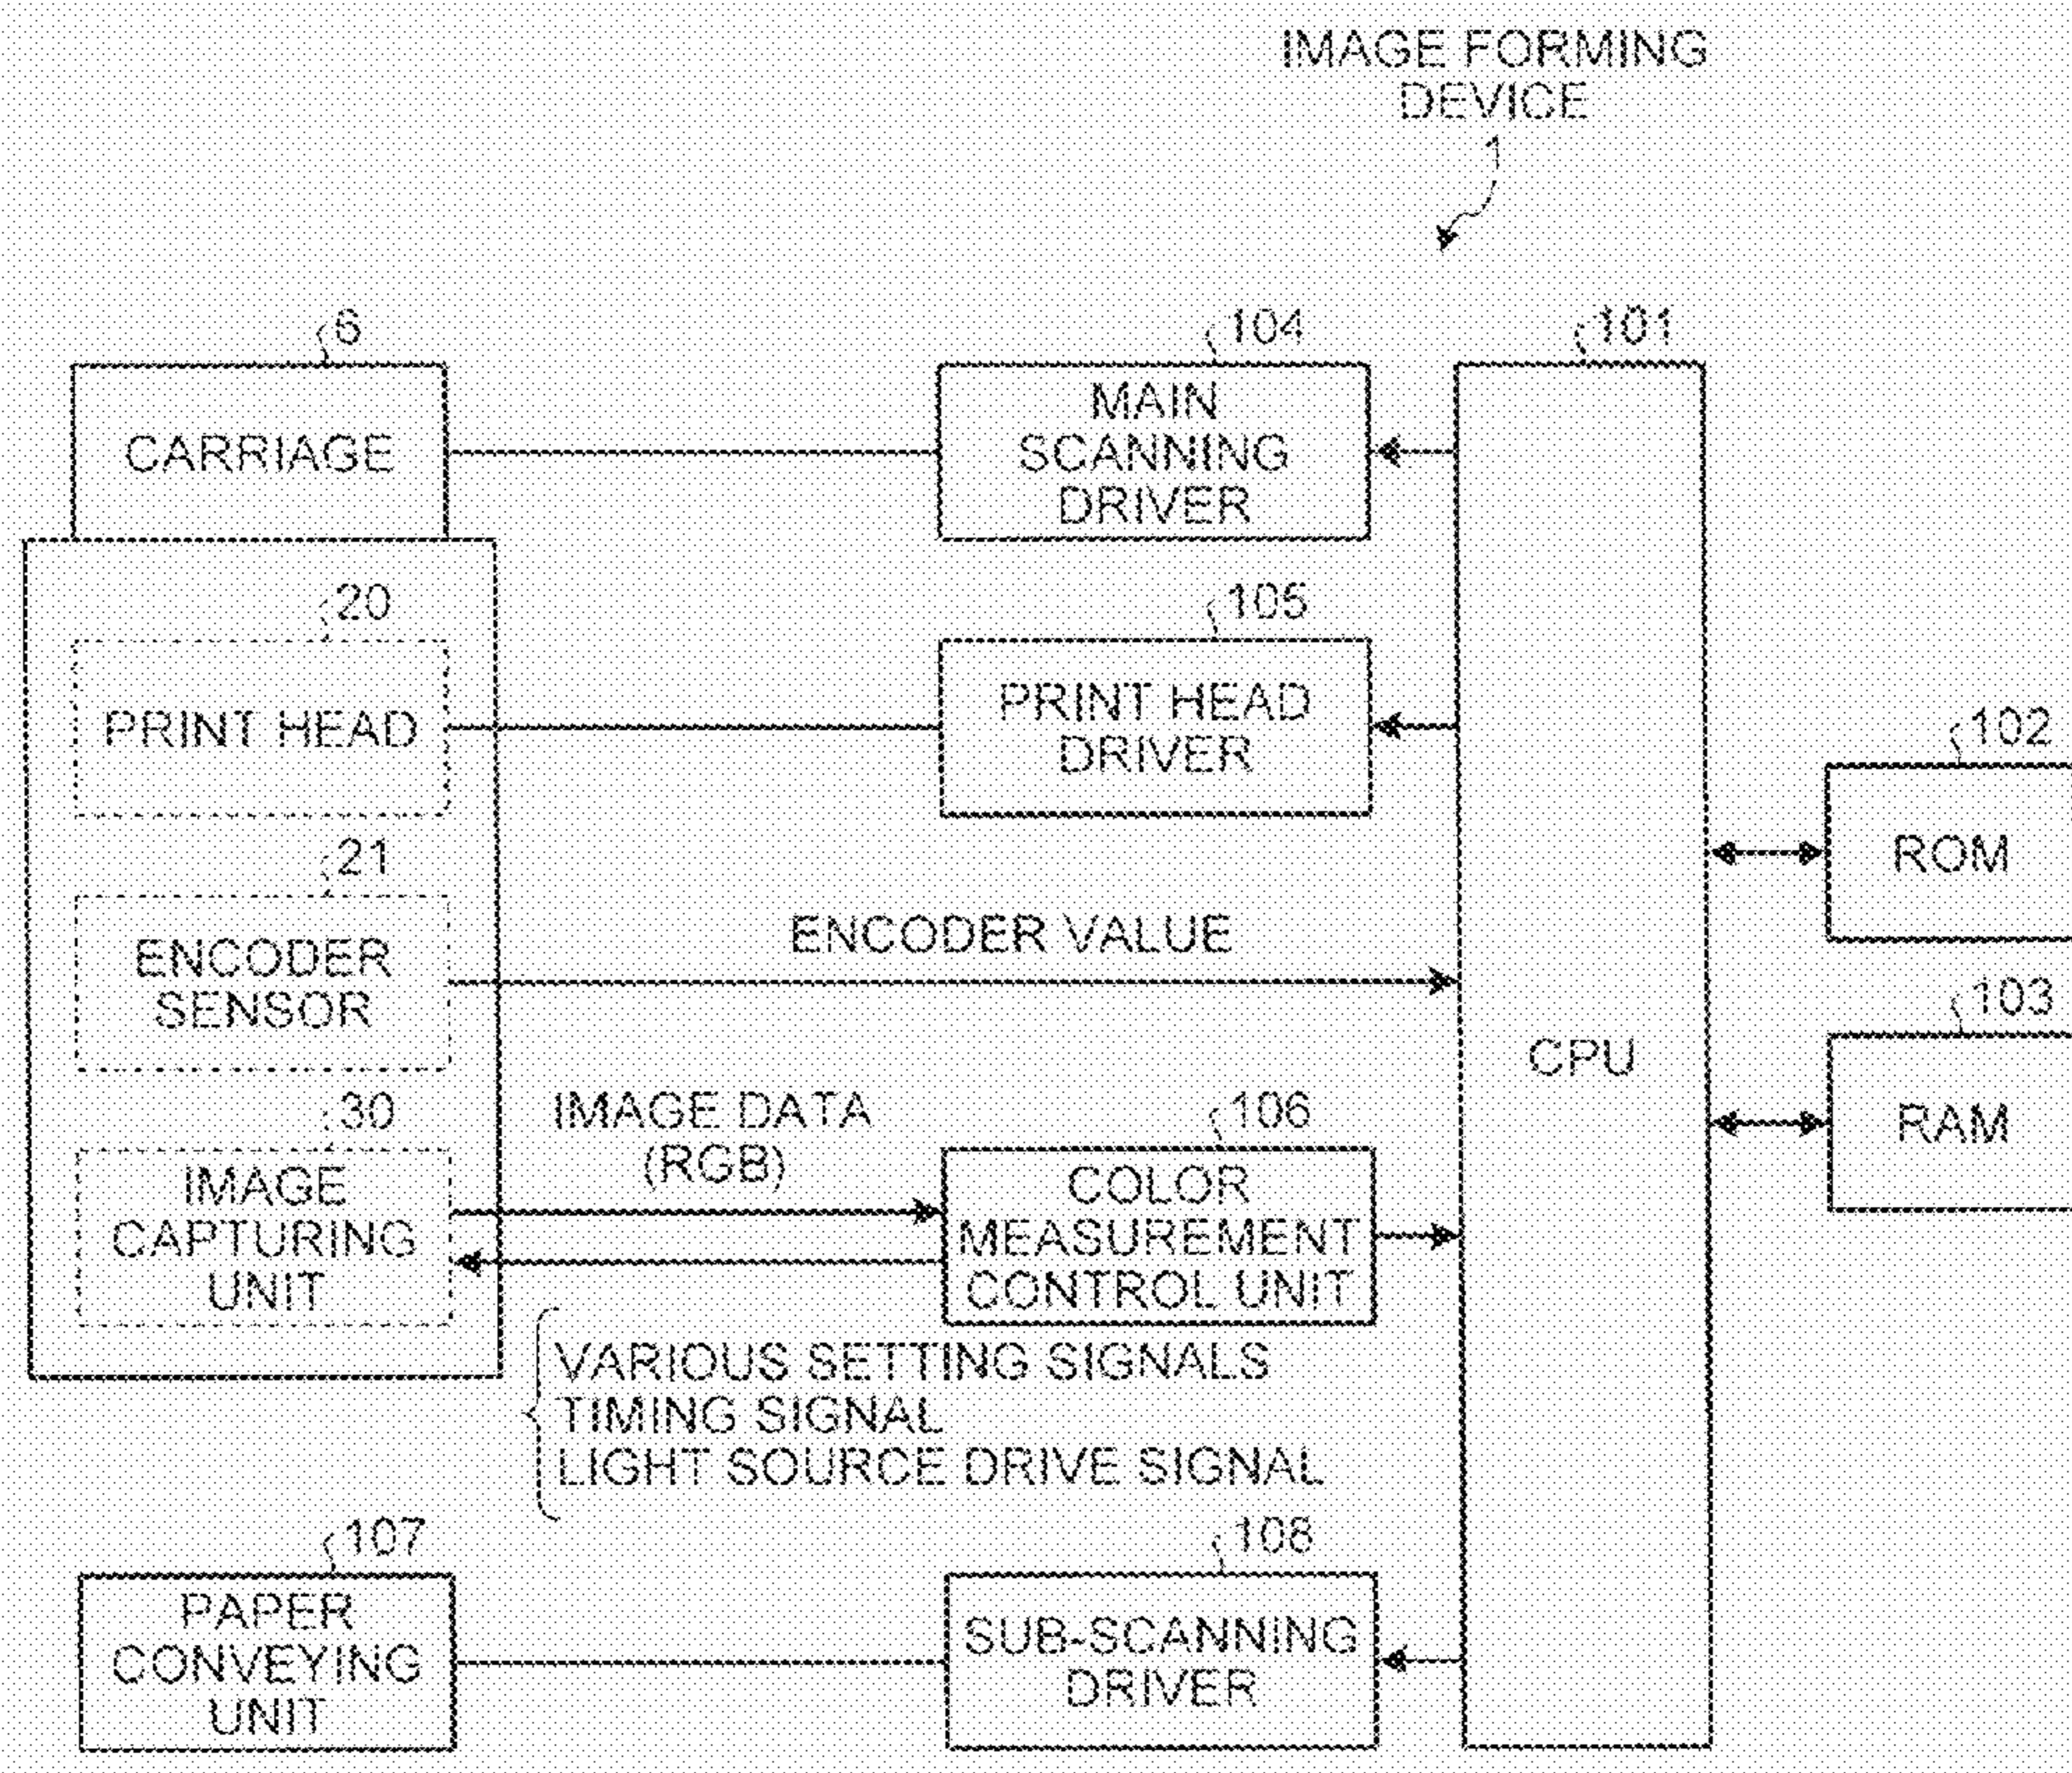 IMAGE FORMING
DEVICE
1
6
104
101
CARRIAGE
MAIN
SCANNING
DRIVER
20
105
PRINT HEAD
PRINT HEAD
DRIVER
102
ROM
21
ENCODER
SENSOR
ENCODER VALUE
103
RAM
CPU
30
IMAGE DATA
(RGB)
106
IMAGE
CAPTURING
UNIT
COLOR
MEASUREMENT
CONTROL UNIT
VARIOUS SETTING SIGNALS
TIMING SIGNAL
LIGHT SOURCE DRIVE SIGNAL
107
108
PAPER
CONVEYING
UNIT
SUB-SCANNING
DRIVER